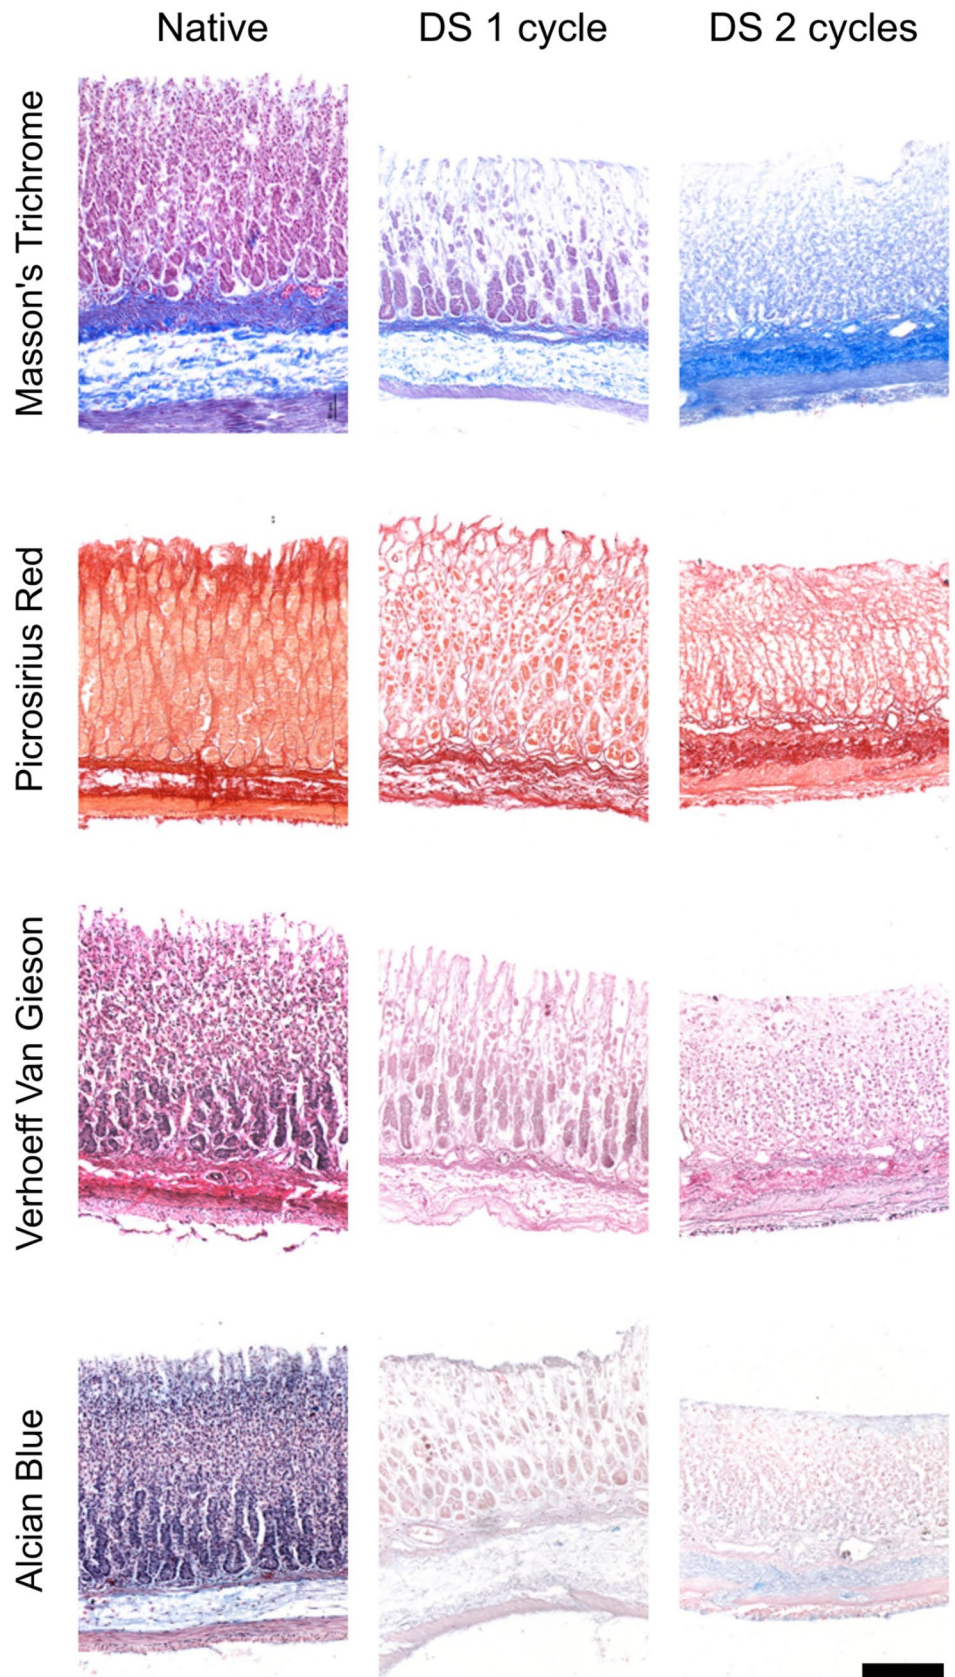 Native DS 1 cycle DS 2 cycles
Masson's Trichrome
Picrosirius Red
Verhoeff Van Gieson
Alcian Blue